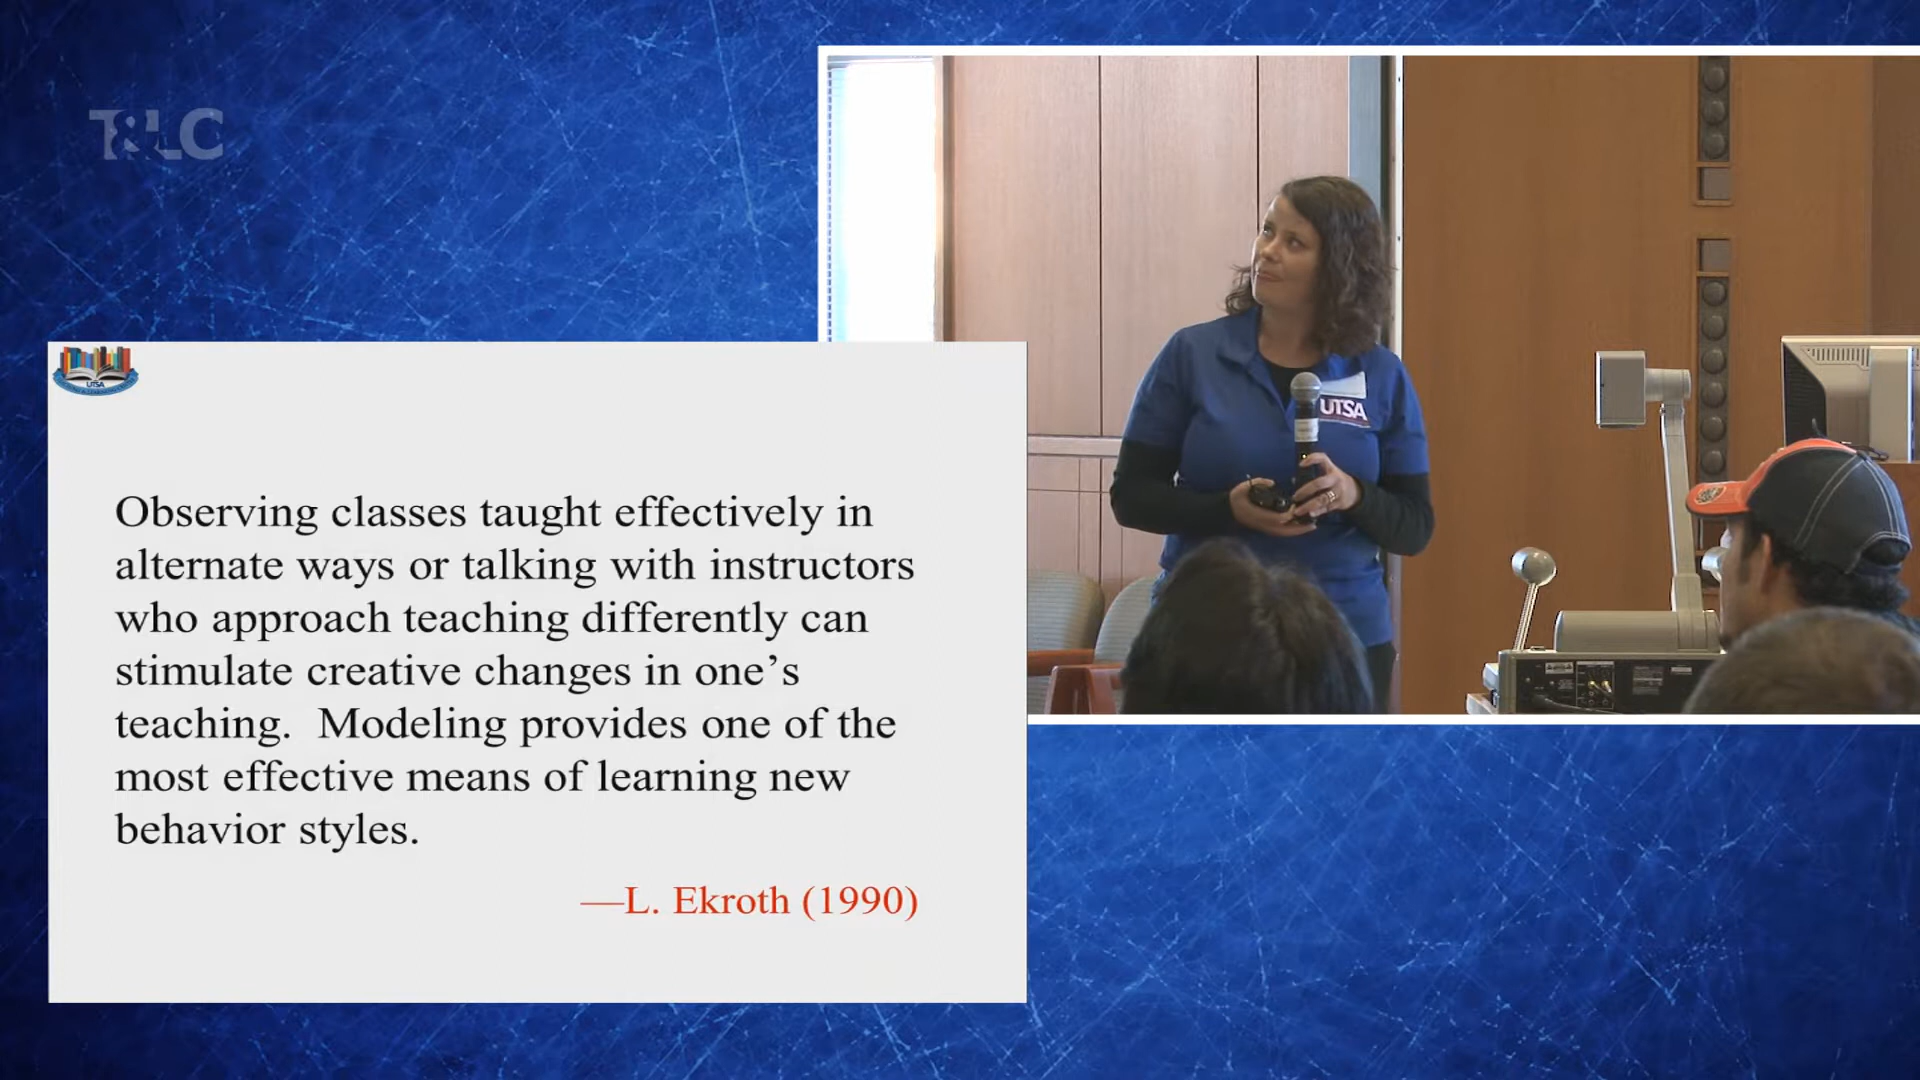 T&LC
UTSA
Observing classes taught effectively in
alternate ways or talking with instructors
who approach teaching differently can
stimulate creative changes in one’s
teaching.  Modeling provides one of the
most effective means of learning new
behavior styles.
—L. Ekroth (1990)
UTSA